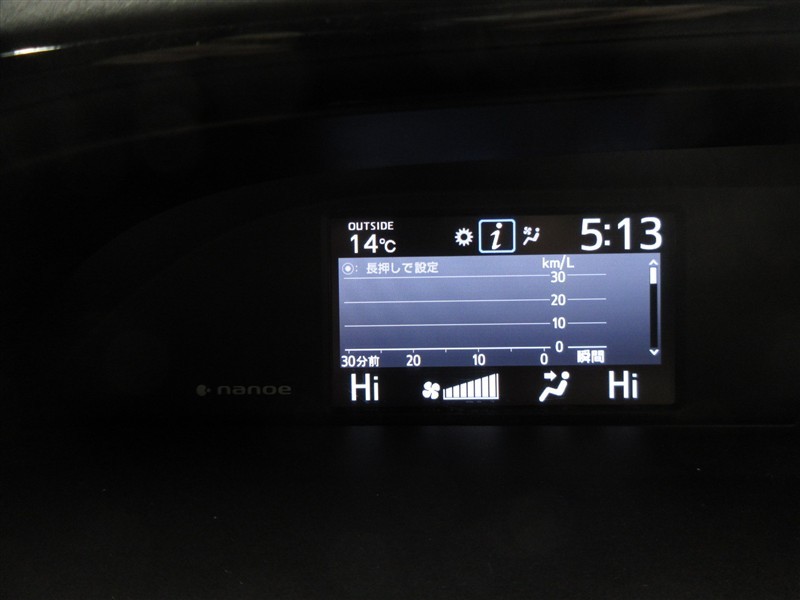 OUTSIDE
14℃
i
5:13
: 長押しで設定
km/L
30
20
10
0
30分前 20 10 0 瞬間
Hi Hi
nanoe